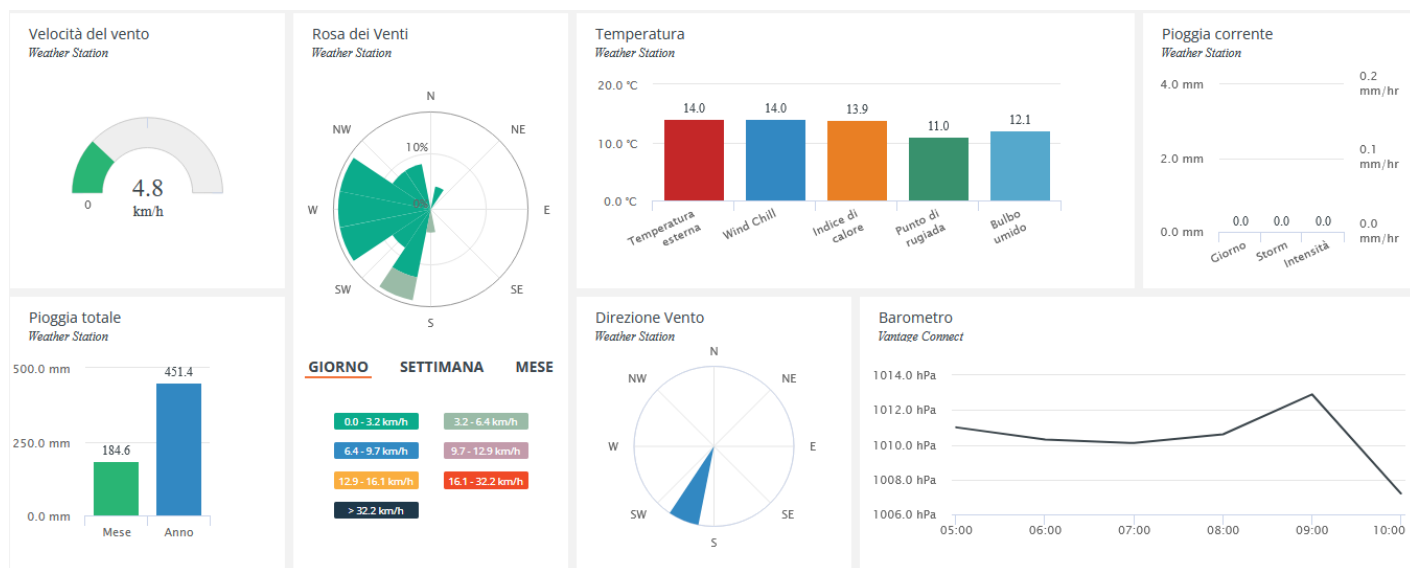 Velocità del vento
Weather Station
4.8
0
km/h
Rosa dei Venti
Weather Station
N
NW
NE
10%
W
0%
E
SW
SE
S
GIORNO SETTIMANA MESE
0.0 - 3.2 km/h 3.2 - 6.4 km/h
6.4 - 9.7 km/h 9.7 - 12.9 km/h
12.9 - 16.1 km/h 16.1 - 32.2 km/h
> 32.2 km/h
Temperatura
Weather Station
20.0 °C
14.0 14.0 13.9 11.0 12.1
10.0 °C
0.0 °C
Temperatura esterna
Wind Chill
Indice di calore
Punto di rugiada
Bulbo umido
Pioggia corrente
Weather Station
4.0 mm
0.2 mm/hr
2.0 mm
0.1 mm/hr
0.0 0.0 0.0
0.0 mm
0.0 mm/hr
Giorno
Storm
Intensità
Pioggia totale
Weather Station
500.0 mm
451.4
250.0 mm
184.6
0.0 mm
Mese Anno
Direzione Vento
Weather Station
N
NW
NE
W
E
SW
SE
S
Barometro
Vantage Connect
1014.0 hPa
1012.0 hPa
1010.0 hPa
1008.0 hPa
1006.0 hPa
05:00 06:00 07:00 08:00 09:00 10:00